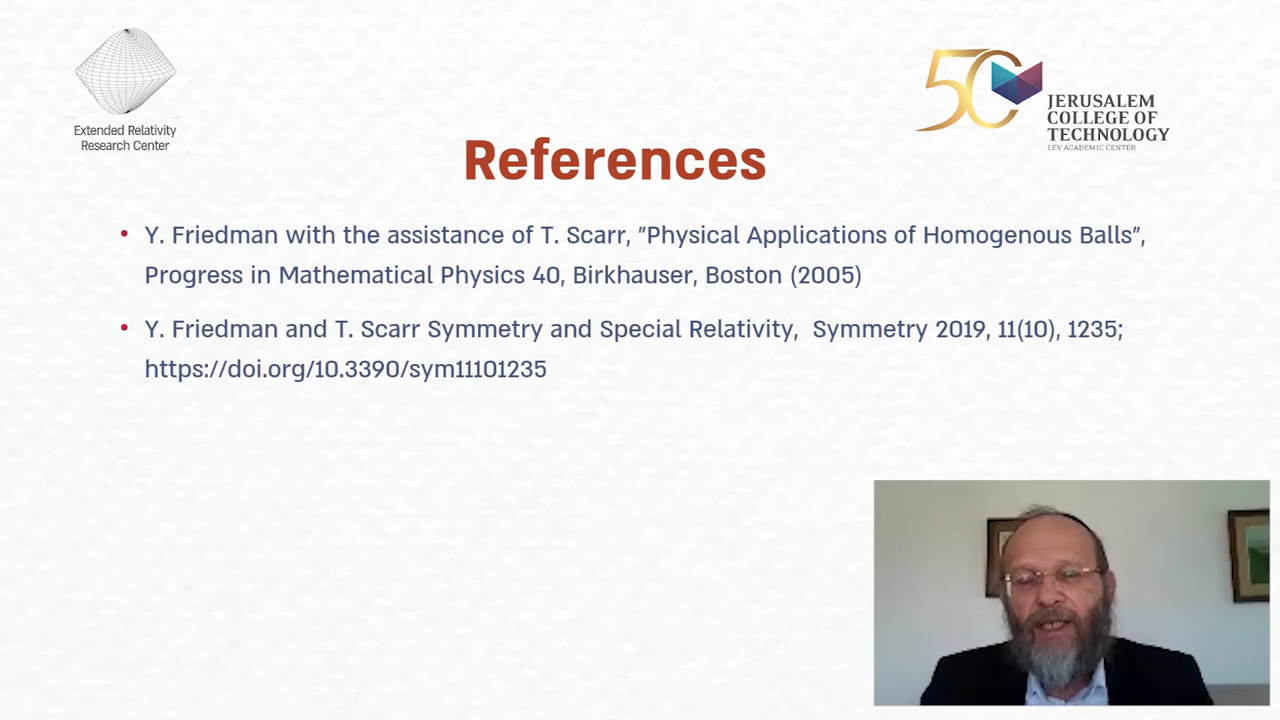 Extended Relativity
Research Center
50
JERUSALEM
COLLEGE OF
TECHNOLOGY
LEV ACADEMIC CENTER
References
• Y. Friedman with the assistance of T. Scarr, "Physical Applications of Homogenous Balls",
Progress in Mathematical Physics 40, Birkhauser, Boston (2005)
• Y. Friedman and T. Scarr Symmetry and Special Relativity,  Symmetry 2019, 11(10), 1235;
https://doi.org/10.3390/sym11101235